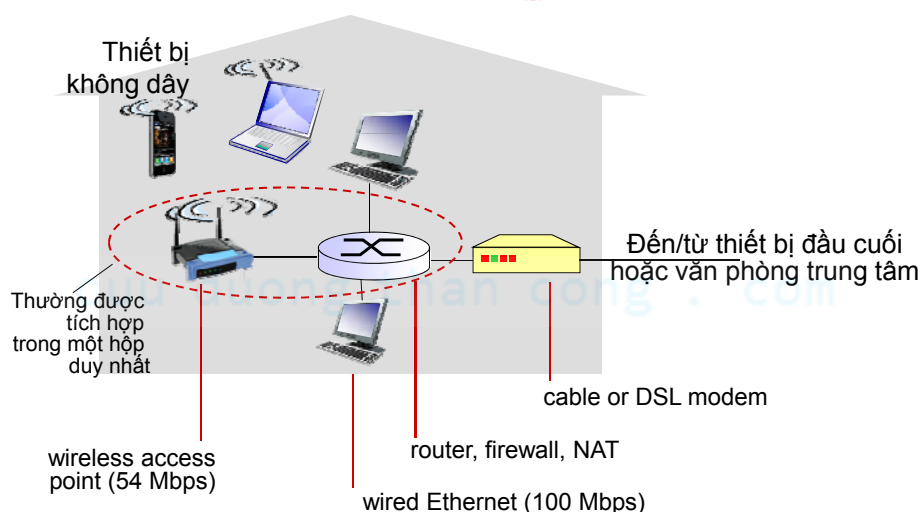 Thiết bị
không dây
Đến/từ thiết bị đầu cuối
hoặc văn phòng trung tâm
Thường được
tích hợp
trong một hộp
duy nhất
cable or DSL modem
router, firewall, NAT
wireless access
point (54 Mbps)
wired Ethernet (100 Mbps)